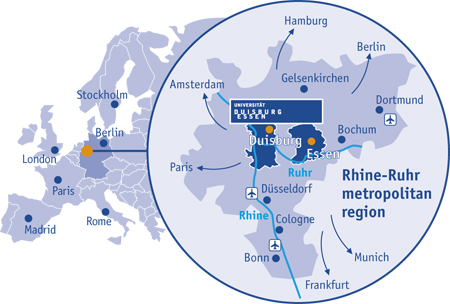 Hamburg
Berlin
Stockholm
Amsterdam
Gelsenkirchen
Dortmund
UNIVERSITÄT
DUISBURG
ESSEN
Berlin
Duisburg
Bochum
London
Essen
Paris
Ruhr
Rhine-Ruhr
metropolitan
region
Paris
Düsseldorf
Rhine
Madrid
Rome
Cologne
Bonn
Munich
Frankfurt